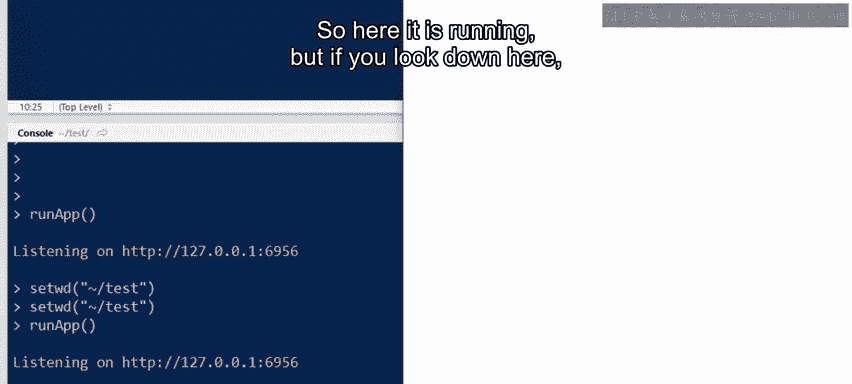 So here it is running,
but if you look down here,
10:25 (Top Level)
Console ~/test/
>
>
>
> runApp()
Listening on http://127.0.0.1:6956
> setwd("~/test")
> setwd("~/test")
> runApp()
Listening on http://127.0.0.1:6956